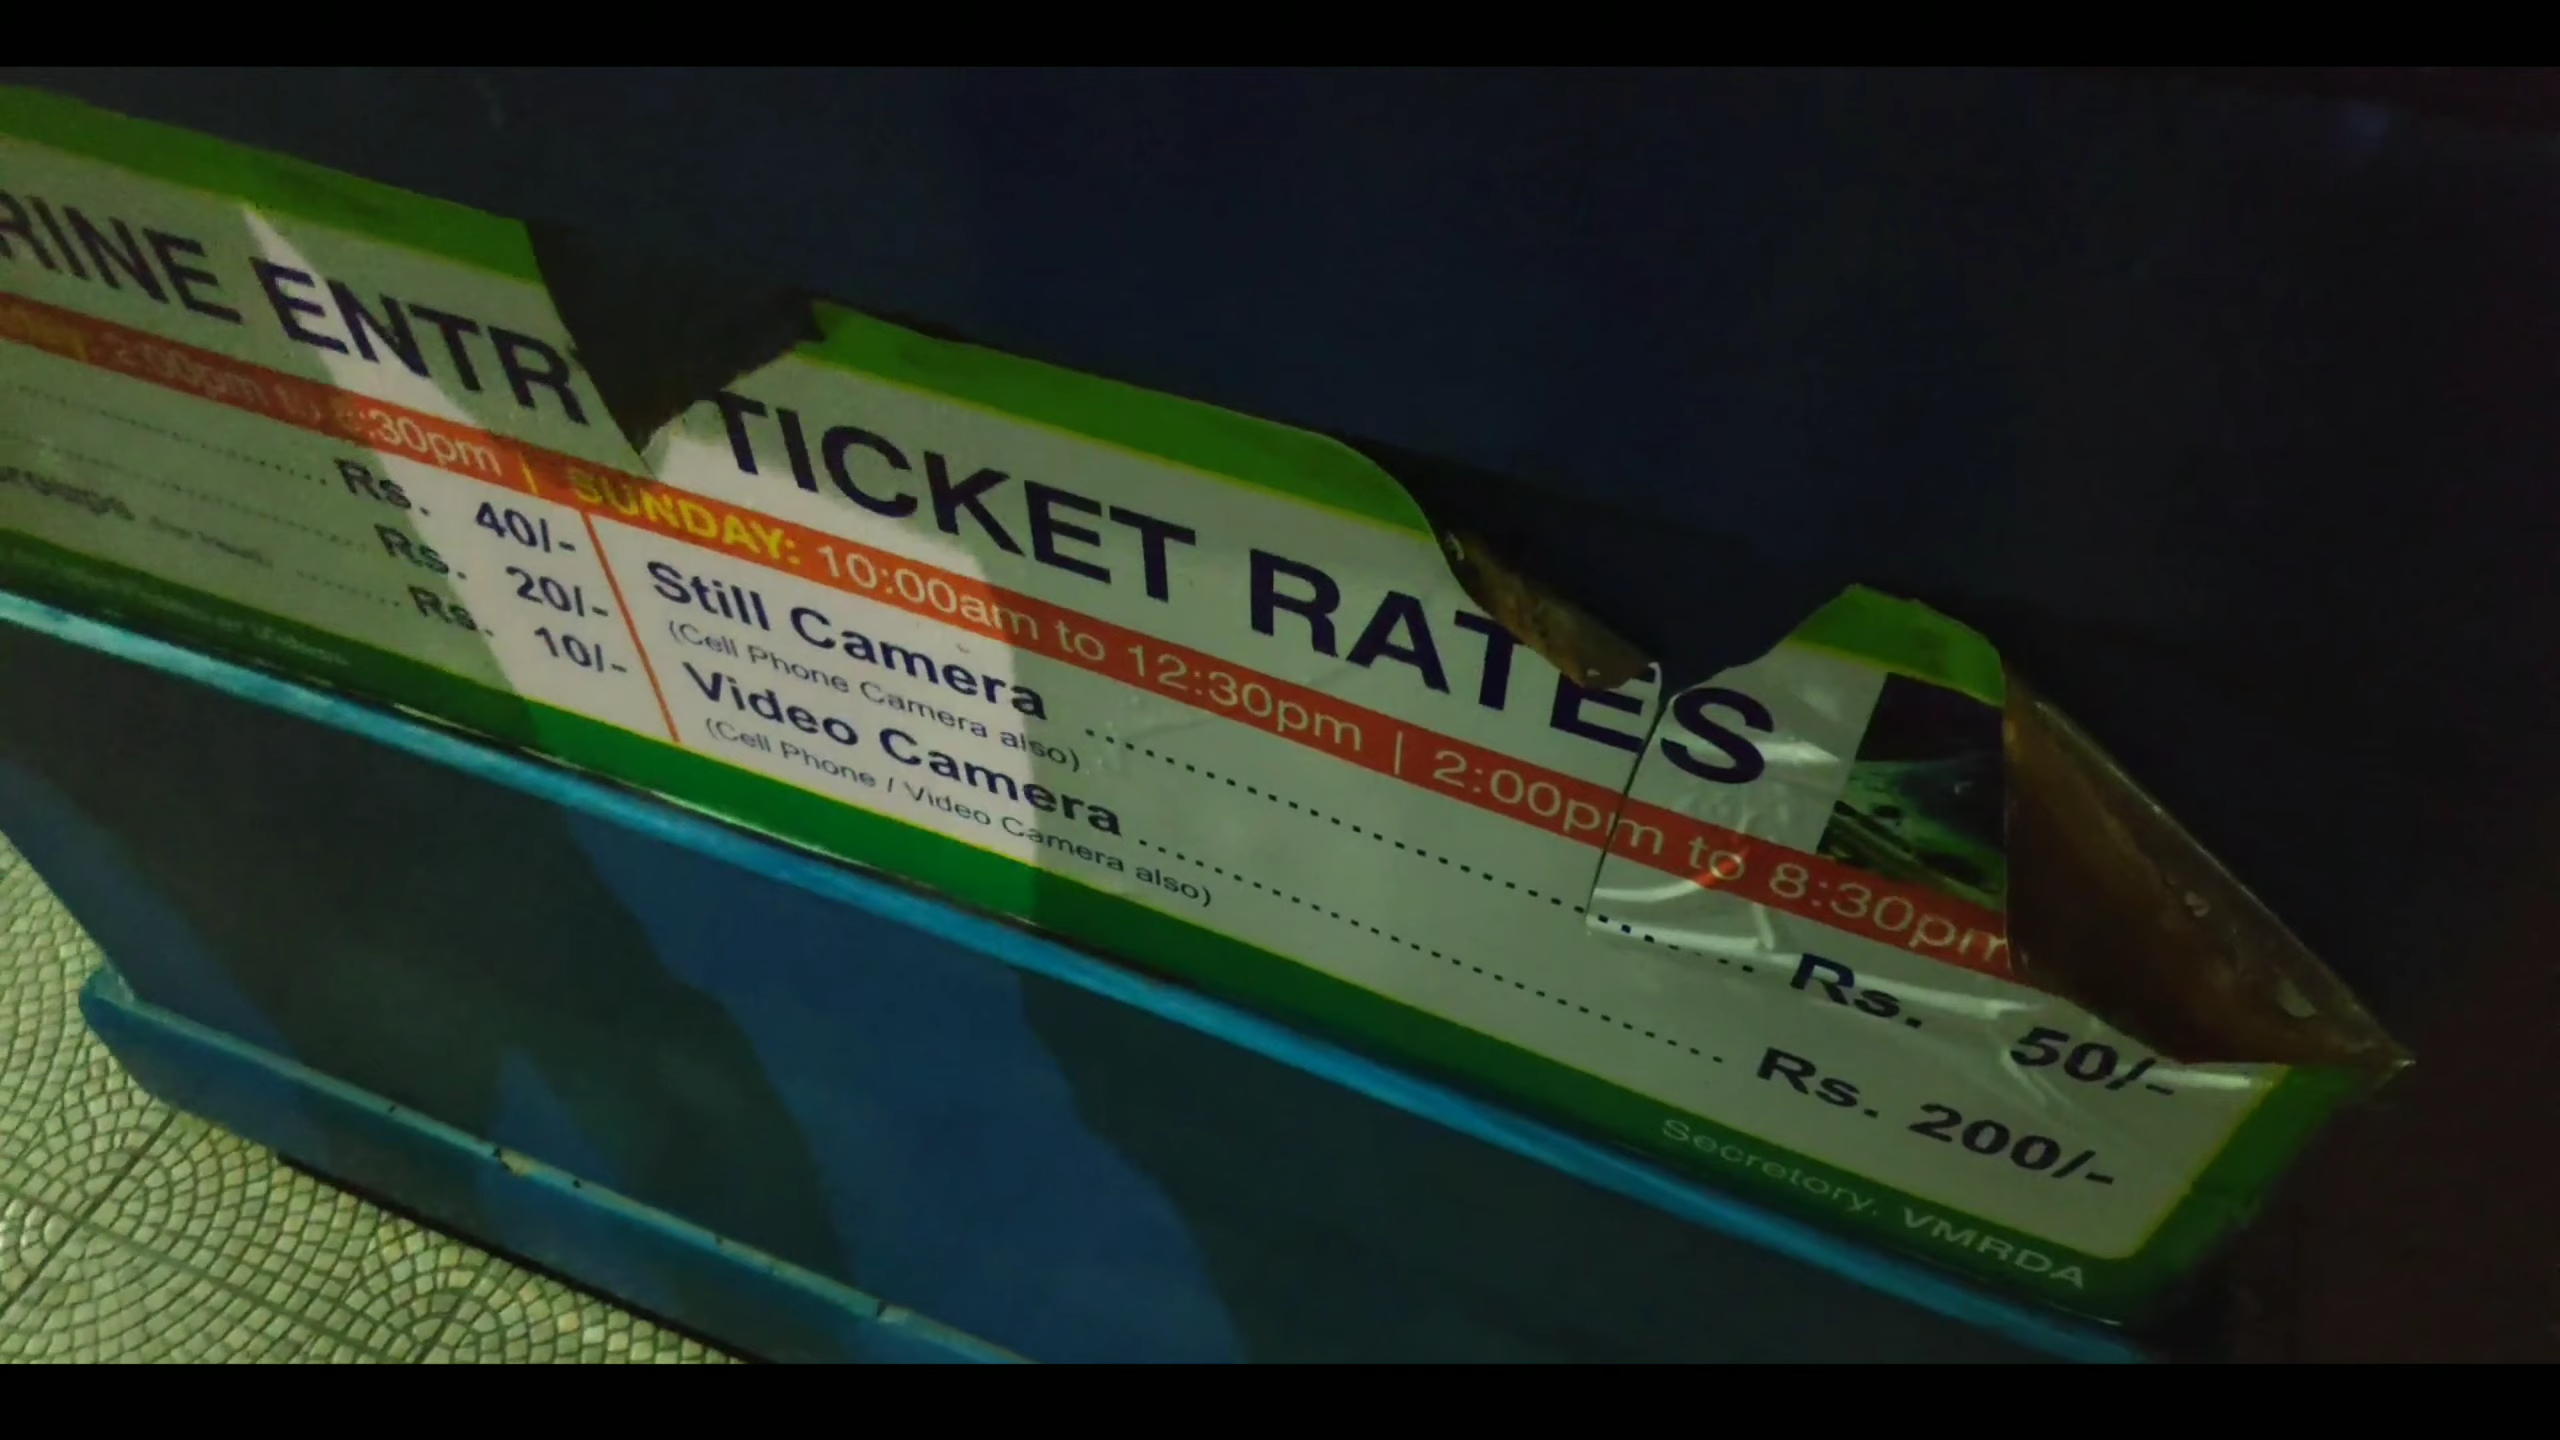 RINE ENTR TICKET RATES
2:00pm to 8:30pm | SUNDAY: 10:00am to 12:30pm | 2:00pm to 8:30pm
Rs. 40/-
Rs. 20/-
Rs. 10/-
Still Camera ........ Rs. 50/-
(Cell Phone Camera also)
Video Camera ........ Rs. 200/-
(Cell Phone / Video Camera also)
Secretory, VMRDA